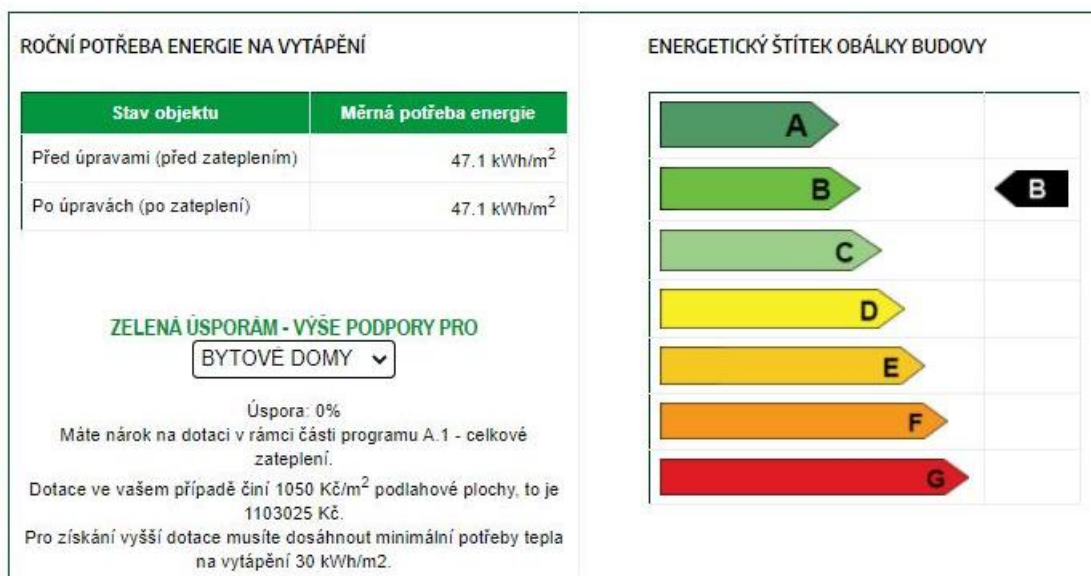 ROČNÍ POTŘEBA ENERGIE NA VYTÁPĚNÍ
Stav objektu Měrná potřeba energie
Před úpravami (před zateplením) 47.1 kWh/m²
Po úpravách (po zateplení) 47.1 kWh/m²
ZELENÁ ÚSPORÁM - VÝŠE PODPORY PRO
BYTOVÉ DOMY
Úspora: 0%
Máte nárok na dotaci v rámci části programu A.1 - celkové
zateplení.
Dotace ve vašem případě činí 1050 Kč/m² podlahové plochy, to je
1103025 Kč.
Pro získání vyšší dotace musíte dosáhnout minimální potřeby tepla
na vytápění 30 kWh/m2.
ENERGETICKÝ ŠTÍTEK OBÁLKY BUDOVY
A
B B
C
D
E
F
G